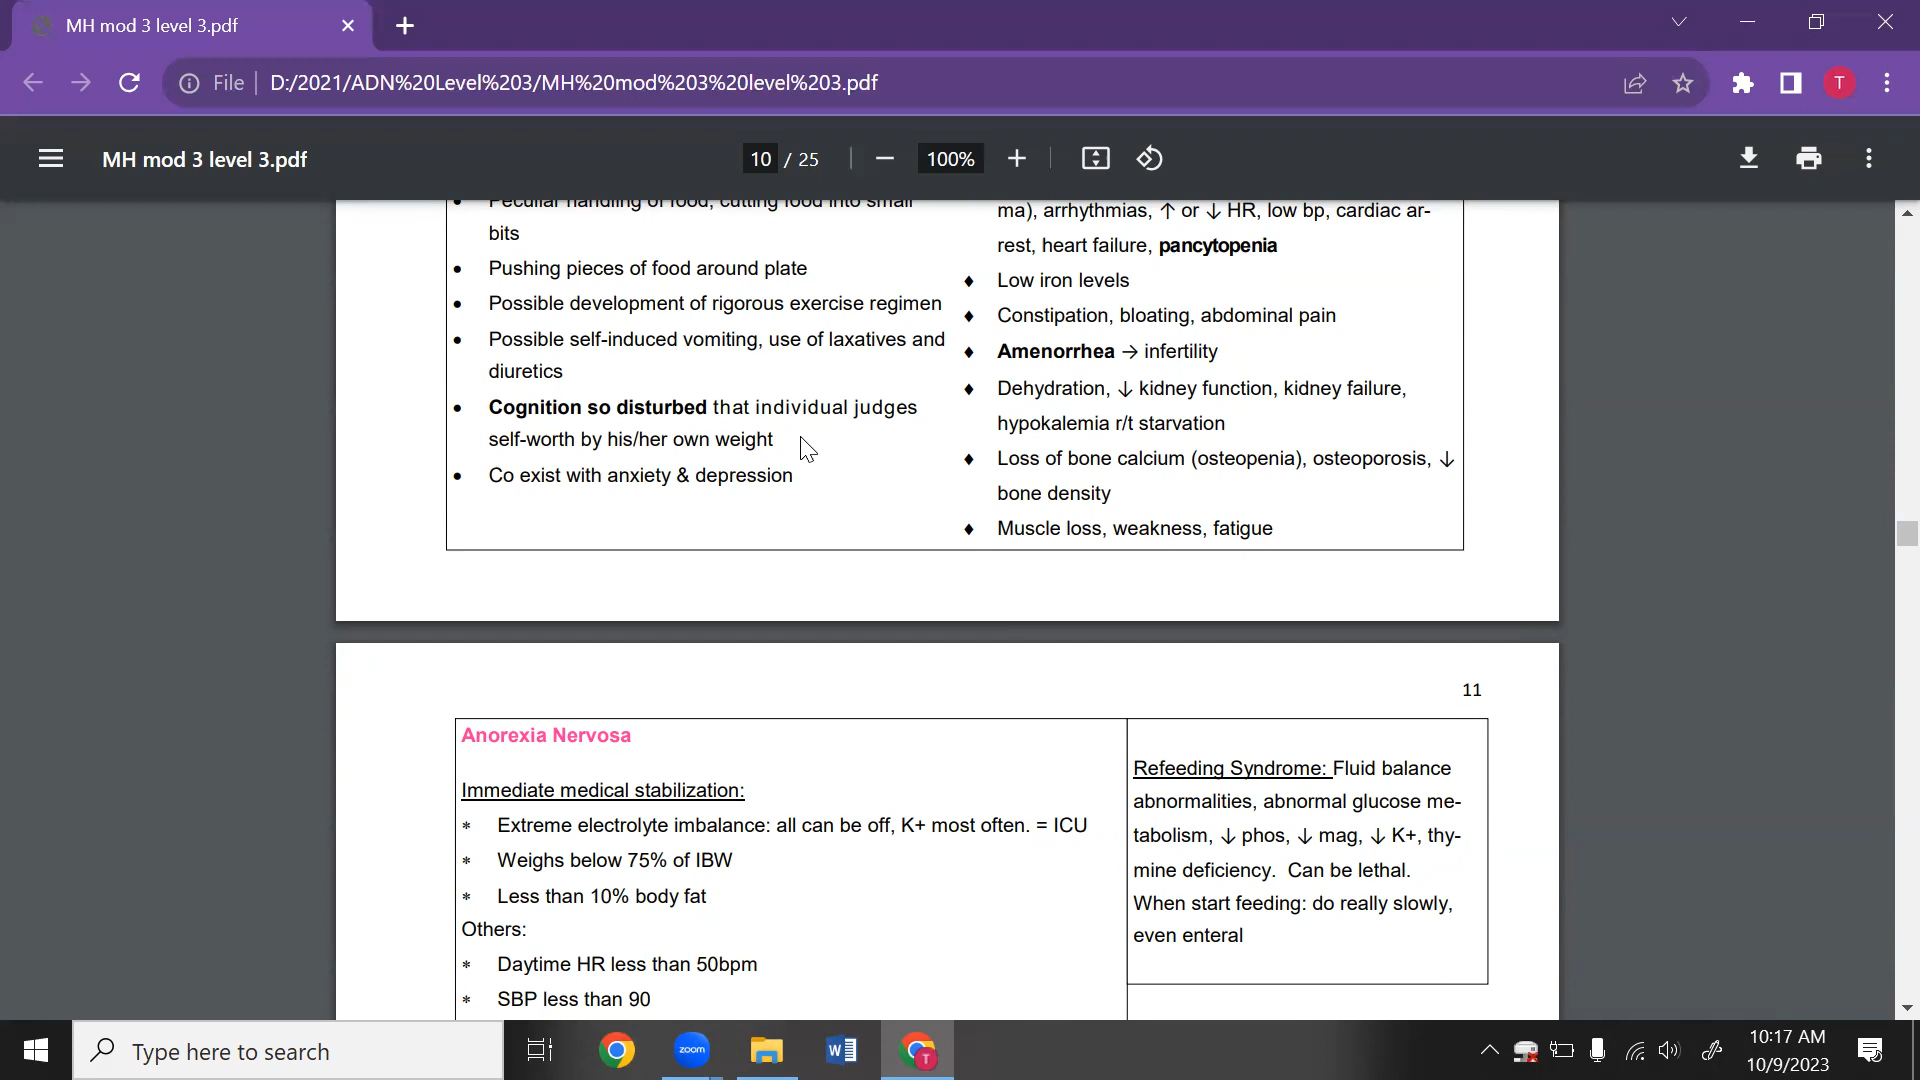 MH mod 3 level 3.pdf
File
D:/2021/ADN%20Level%203/MH%20mod%203%20level%203.pdf
T
MH mod 3 level 3.pdf
10 / 25
100%
Peculiar handling of food, cutting food into small
bits
• Pushing pieces of food around plate
• Possible development of rigorous exercise regimen
• Possible self-induced vomiting, use of laxatives and
diuretics
• Cognition so disturbed that individual judges
self-worth by his/her own weight
• Co exist with anxiety & depression
ma), arrhythmias, ↑ or ↓ HR, low bp, cardiac ar-
rest, heart failure, pancytopenia
♦ Low iron levels
♦ Constipation, bloating, abdominal pain
♦ Amenorrhea → infertility
♦ Dehydration, ↓ kidney function, kidney failure,
hypokalemia r/t starvation
♦ Loss of bone calcium (osteopenia), osteoporosis, ↓
bone density
♦ Muscle loss, weakness, fatigue
11
Anorexia Nervosa
Immediate medical stabilization:
* Extreme electrolyte imbalance: all can be off, K+ most often. = ICU
* Weighs below 75% of IBW
* Less than 10% body fat
Others:
* Daytime HR less than 50bpm
* SBP less than 90
Refeeding Syndrome: Fluid balance
abnormalities, abnormal glucose me-
tabolism, ↓ phos, ↓ mag, ↓ K+, thy-
mine deficiency.  Can be lethal.
When start feeding: do really slowly,
even enteral
Type here to search
zoom
W
T
10:17 AM
10/9/2023